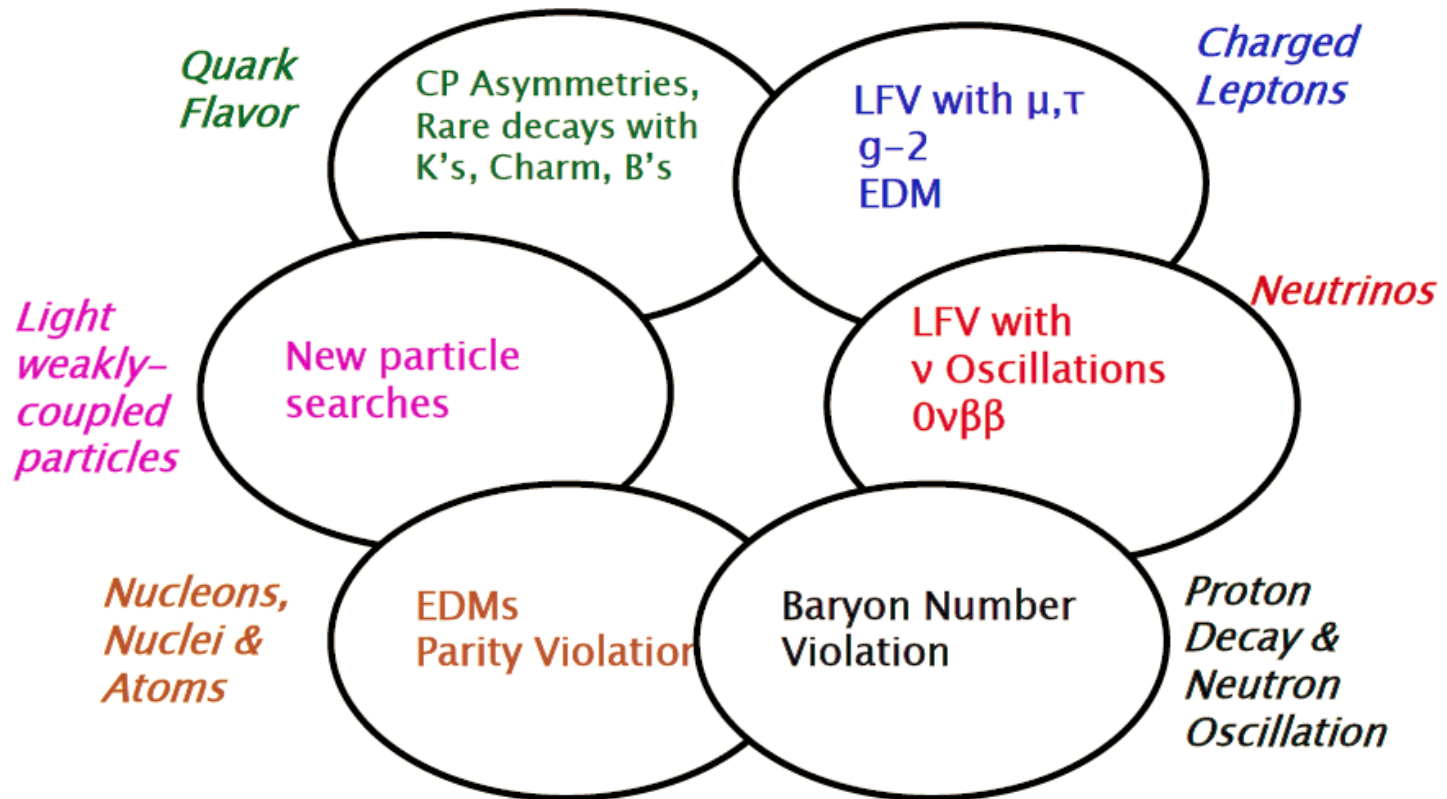 Quark
Flavor
CP Asymmetries,
Rare decays with
K's, Charm, B's
LFV with μ,τ
g-2
EDM
Charged
Leptons
Light
weakly-
coupled
particles
New particle
searches
LFV with
ν Oscillations
0νββ
Neutrinos
Nucleons,
Nuclei &
Atoms
EDMs
Parity Violation
Baryon Number
Violation
Proton
Decay &
Neutron
Oscillation